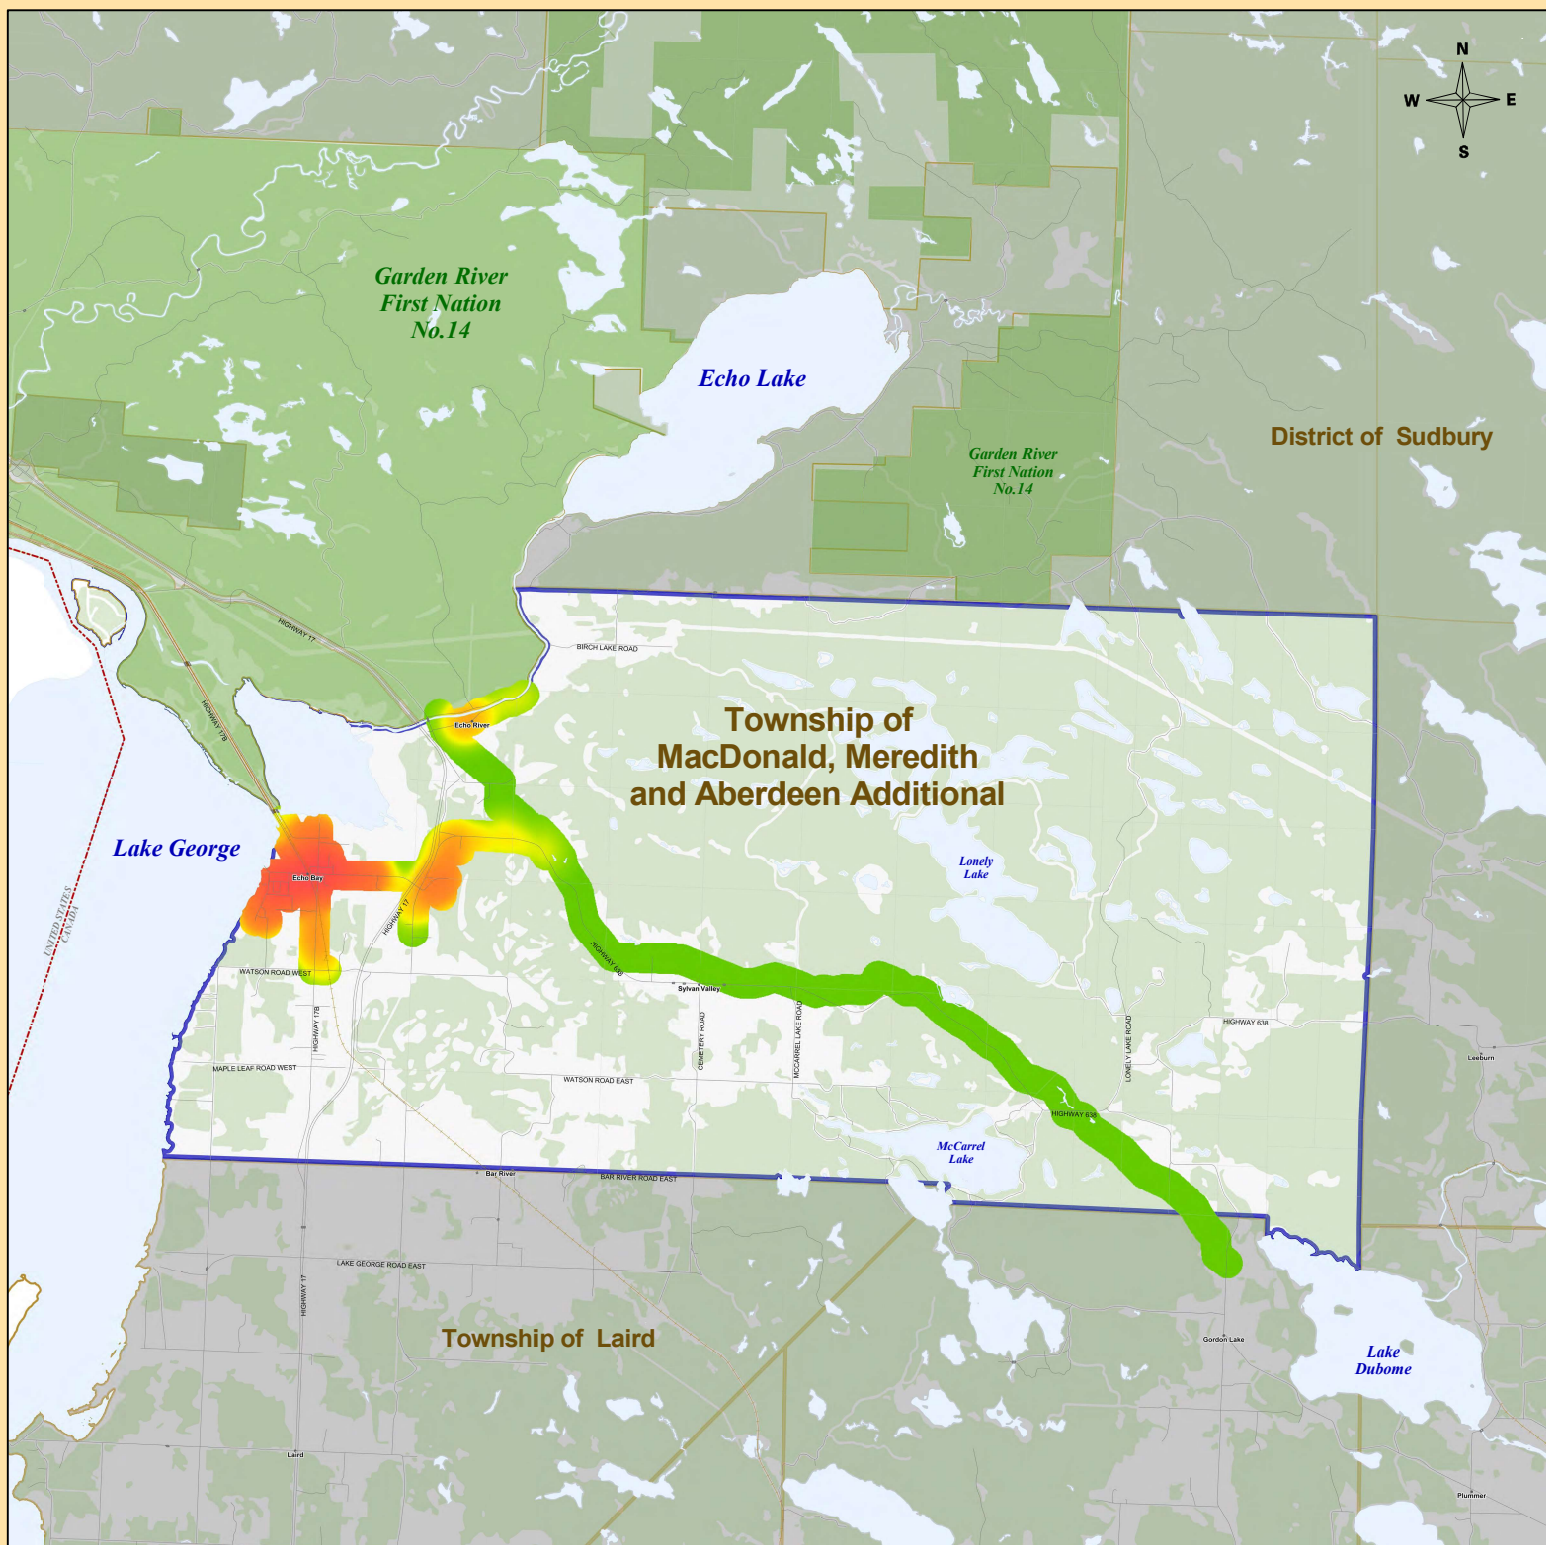 N
W E
S
Garden River
First Nation
No.14
Echo Lake
District of Sudbury
Garden River
First Nation
No.14
HIGHWAY 17
BIRCH LAKE ROAD
HIGHWAY 17B
Echo River
Township of
MacDonald, Meredith
and Aberdeen Additional
Lake George
Lonely
Lake
Echo Bay
UNITED STATES
CANADA
HIGHWAY 17
HIGHWAY 638
WATSON ROAD WEST
Sylvan Valley
HIGHWAY 17B
CEMETERY ROAD
MCCARREL LAKE ROAD
LONELY LAKE ROAD
HIGHWAY 638
Leeburn
MAPLE LEAF ROAD WEST
WATSON ROAD EAST
HIGHWAY 638
McCarrel
Lake
Bar River
BAR RIVER ROAD EAST
LAKE GEORGE ROAD EAST
HIGHWAY 17
Township of Laird
Gordon Lake
Lake
Dubome
Laird
Plummer